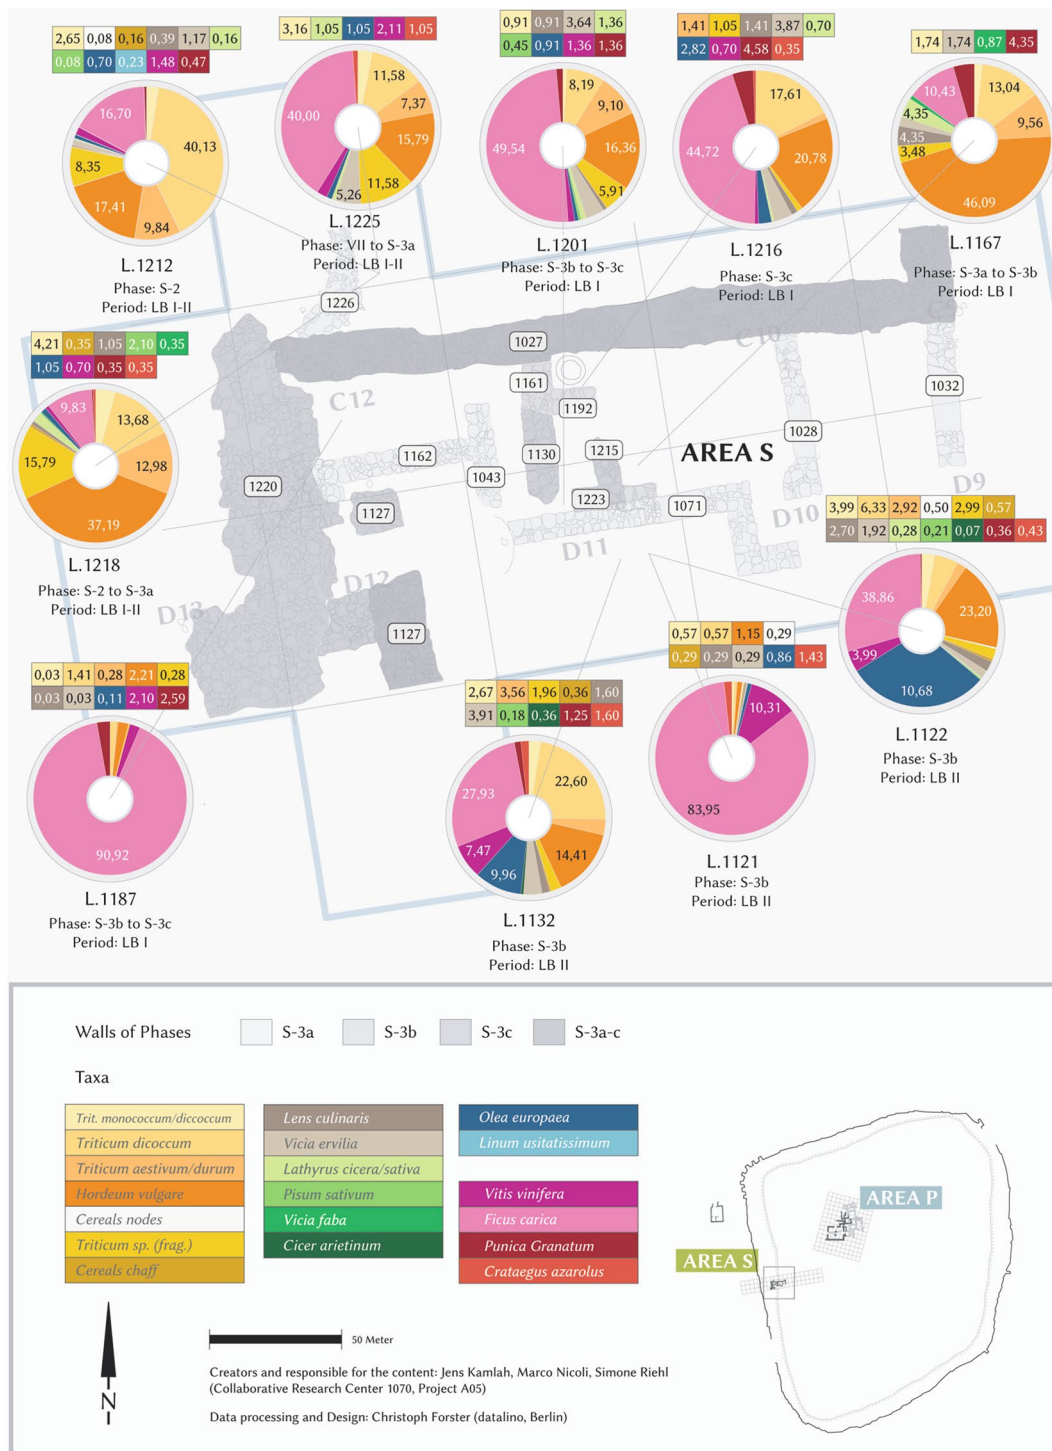 2,65 0,08 0,16 0,39 1,17 0,16
0,08 0,70 0,23 1,48 0,47
16,70
40,13
8,35
17,41
9,84
L.1212
Phase: S-2
Period: LB I-II
3,16 1,05 1,05 2,11 1,05
11,58
7,37
40,00
15,79
11,58
5,26
L.1225
Phase: VII to S-3a
Period: LB I-II
0,91 0,91 3,64 1,36
0,45 0,91 1,36 1,36
8,19
9,10
49,54
16,36
5,91
L.1201
Phase: S-3b to S-3c
Period: LB I
1,41 1,05 1,41 3,87 0,70
2,82 0,70 4,58 0,35
17,61
44,72
20,78
L.1216
Phase: S-3c
Period: LB I
1,74 1,74 0,87 4,35
10,43
13,04
4,35
9,56
4,35
3,48
46,09
L.1167
Phase: S-3a to S-3b
Period: LB I
4,21 0,35 1,05 2,10 0,35
1,05 0,70 0,35 0,35
9,83
13,68
15,79
12,98
37,19
L.1218
Phase: S-2 to S-3a
Period: LB I-II
1226
1027
C10
C9
1161
1032
C12
1192
1028
AREA S
1162
1130
1215
1043
1220
1223
1071
1127
D9
D10
D11
D12
D13
1127
3,99 6,33 2,92 0,50 2,99 0,57
2,70 1,92 0,28 0,21 0,07 0,36 0,43
38,86
23,20
3,99
10,68
L.1122
Phase: S-3b
Period: LB II
0,03 1,41 0,28 2,21 0,28
0,03 0,03 0,11 2,10 2,59
90,92
L.1187
Phase: S-3b to S-3c
Period: LB I
2,67 3,56 1,96 0,36 1,60
3,91 0,18 0,36 1,25 1,60
22,60
27,93
7,47
14,41
9,96
L.1132
Phase: S-3b
Period: LB II
0,57 0,57 1,15 0,29
0,29 0,29 0,29 0,86 1,43
10,31
83,95
L.1121
Phase: S-3b
Period: LB II
Walls of Phases S-3a S-3b S-3c S-3a-c
Taxa
Trit. monococcum/diccoccum
Triticum dicoccum
Triticum aestivum/durum
Hordeum vulgare
Cereals nodes
Triticum sp. (frag.)
Cereals chaff
Lens culinaris
Vicia ervilia
Lathyrus cicera/sativa
Pisum sativum
Vicia faba
Cicer arietinum
Olea europaea
Linum usitatissimum
Vitis vinifera
Ficus carica
Punica Granatum
Crataegus azarolus
AREA P
AREA S
N
50 Meter
Creators and responsible for the content: Jens Kamlah, Marco Nicoli, Simone Riehl
(Collaborative Research Center 1070, Project A05)
Data processing and Design: Christoph Forster (datalino, Berlin)